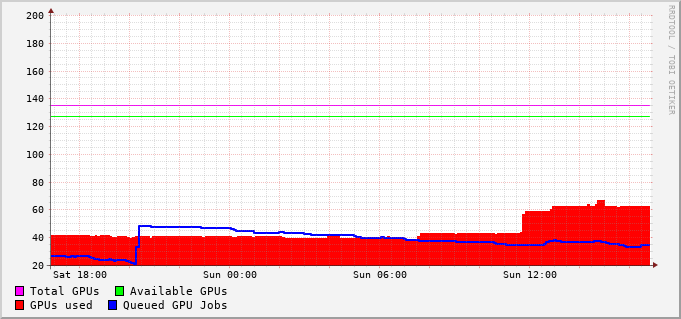 200
180
160
140
120
100
80
60
40
20
Sat 18:00 Sun 00:00 Sun 06:00 Sun 12:00
Total GPUs Available GPUs
GPUs used Queued GPU Jobs
RRDTOOL / TOBI OETIKER